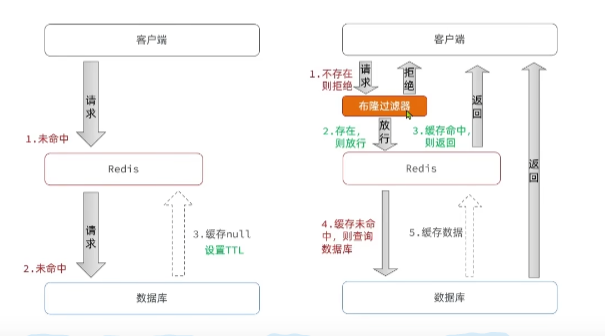 客户端
请求
1.未命中
Redis
请求
3.缓存null
设置TTL
2.未命中
数据库
客户端
1.不存在
则拒绝
请求
拒绝
布隆过滤器
2.存在,
则放行
放行
3.缓存命中,
则返回
返回
Redis
返回
4.缓存未命
中，则查询
数据库
5.缓存数据
数据库